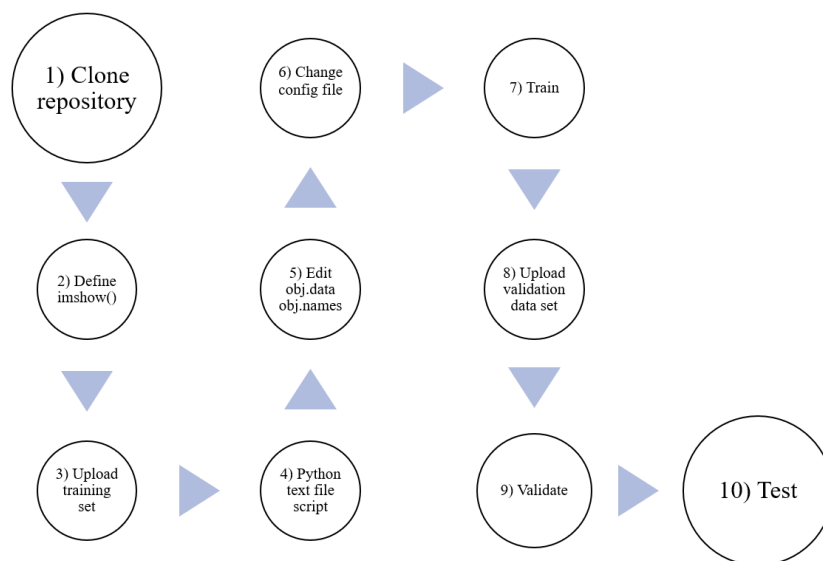 1) Clone
repository
2) Define
imshow()
3) Upload
training
set
4) Python
text file
script
5) Edit
obj.data
obj.names
6) Change
config file
7) Train
8) Upload
validation
data set
9) Validate
10) Test